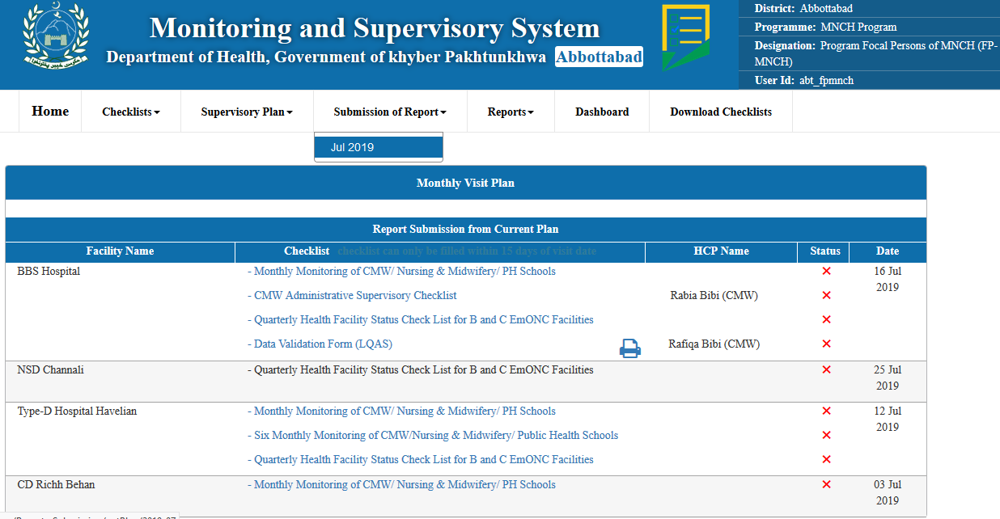 Monitoring and Supervisory System
Department of Health, Government of khyber Pakhtunkhwa Abbottabad
District: Abbottabad
Programme: MNCH Program
Designation: Program Focal Persons of MNCH (FP-
MNCH)
User Id: abt_fpmnch
Home Checklists Supervisory Plan Submission of Report Reports Dashboard Download Checklists
Jul 2019
Monthly Visit Plan
Report Submission from Current Plan
Facility Name Checklist checklist can only be filled within 15 days of visit date HCP Name Status Date
BBS Hospital - Monthly Monitoring of CMW/ Nursing & Midwifery/ PH Schools 16 Jul
2019
- CMW Administrative Supervisory Checklist Rabia Bibi (CMW)
- Quarterly Health Facility Status Check List for B and C EmONC Facilities
- Data Validation Form (LQAS) Rafiqa Bibi (CMW)
NSD Channali - Quarterly Health Facility Status Check List for B and C EmONC Facilities 25 Jul
2019
Type-D Hospital Havelian - Monthly Monitoring of CMW/ Nursing & Midwifery/ PH Schools 12 Jul
2019
- Six Monthly Monitoring of CMW/Nursing & Midwifery/ Public Health Schools
- Quarterly Health Facility Status Check List for B and C EmONC Facilities
CD Richh Behan - Monthly Monitoring of CMW/ Nursing & Midwifery/ PH Schools 03 Jul
2019